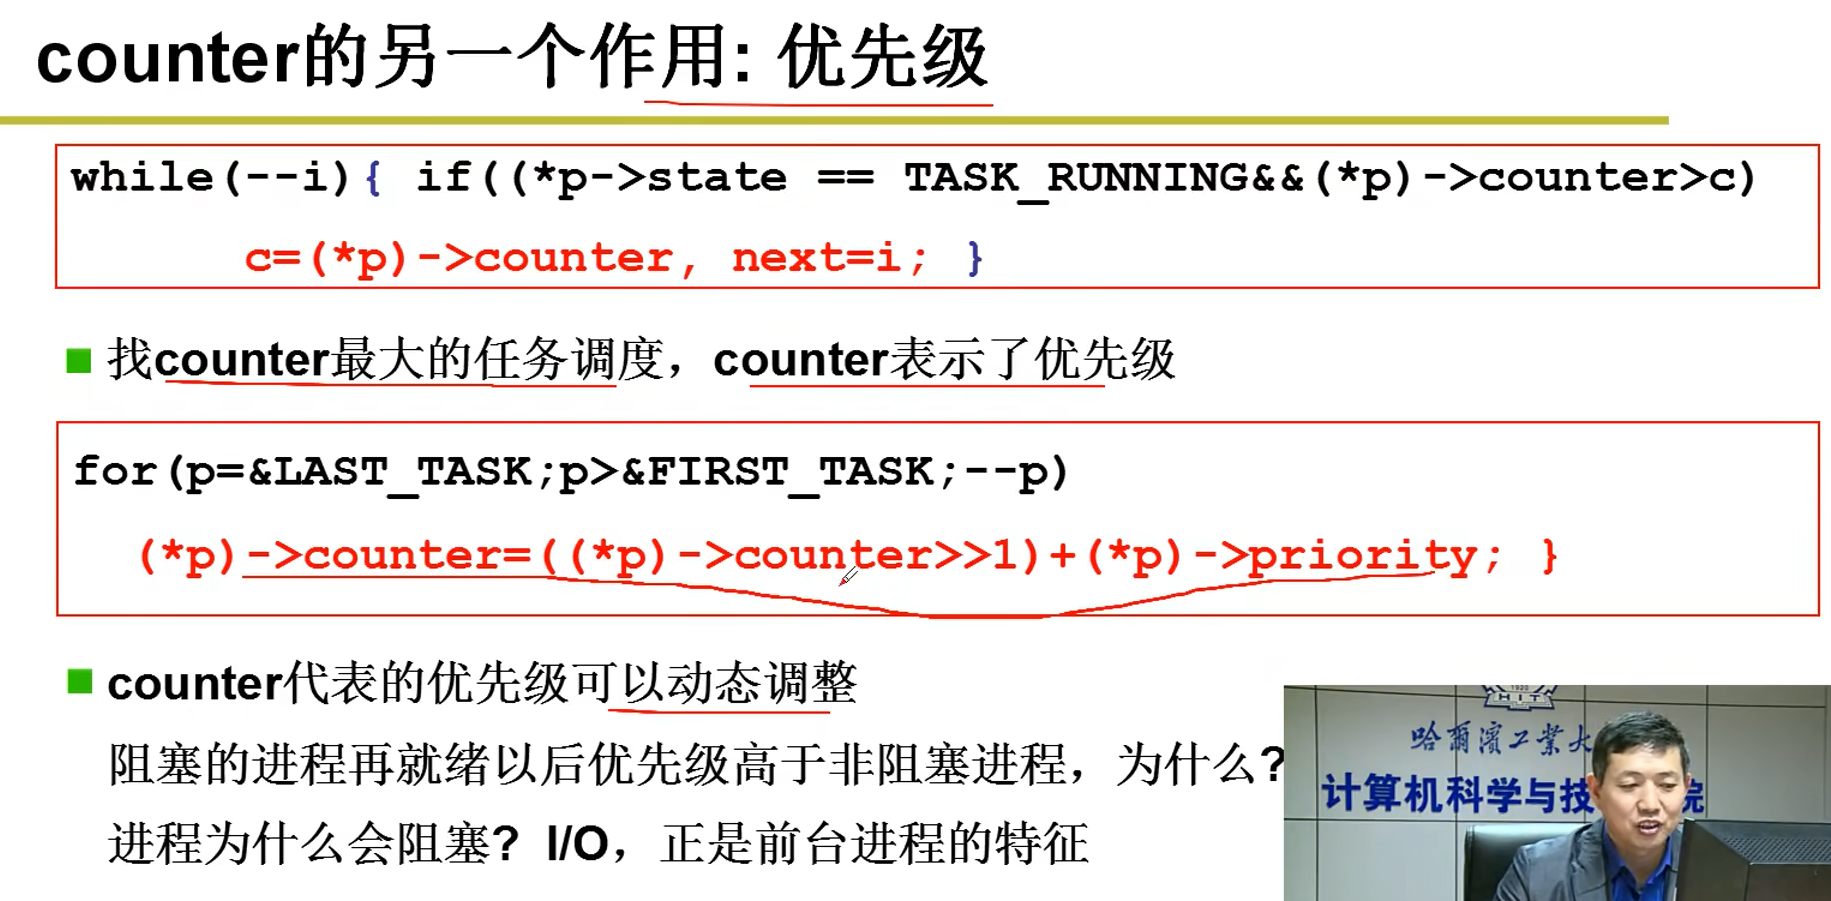 counter的另一个作用: 优先级
while(--i){ if((*p->state == TASK_RUNNING&&(*p)->counter>c)
c=(*p)->counter, next=i; }
找counter最大的任务调度，counter表示了优先级
for(p=&LAST_TASK;p>&FIRST_TASK;--p)
(*p)->counter=((*p)->counter>>1)+(*p)->priority; }
counter代表的优先级可以动态调整
阻塞的进程再就绪以后优先级高于非阻塞进程，为什么?
进程为什么会阻塞? I/O，正是前台进程的特征
1920
HIT
哈爾濱工業大
计算机科学与技 院